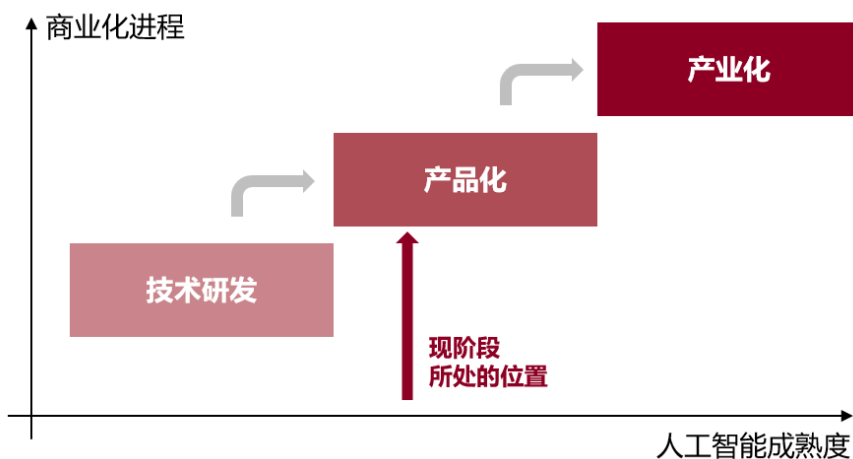 商业化进程
产业化
产品化
技术研发
现阶段
所处的位置
人工智能成熟度